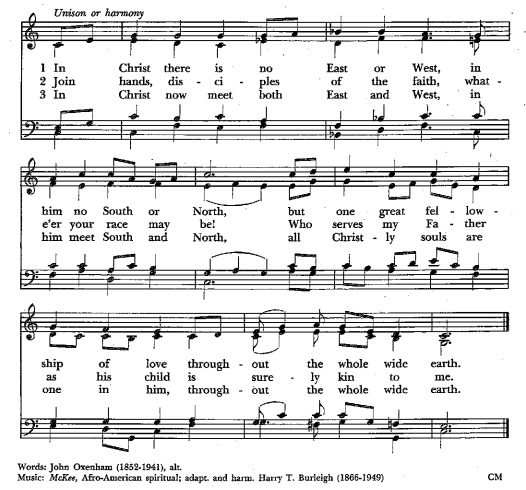 Unison or harmony
1 In Christ there is no East or West, in
2 Join hands, dis - ci - ples of the faith, what -
3 In Christ now meet both East and West, in
him no South or North, but one great fel - low -
e'er your race may be! Who serves my Fa - ther
him meet South and North, all Christ - ly souls are
ship of love through - out the whole wide earth.
as his child is sure - ly kin to me.
one in him, through - out the whole wide earth.
Words: John Oxenham (1852-1941), alt.
Music: McKee, Afro-American spiritual; adapt. and harm. Harry T. Burleigh (1866-1949) CM